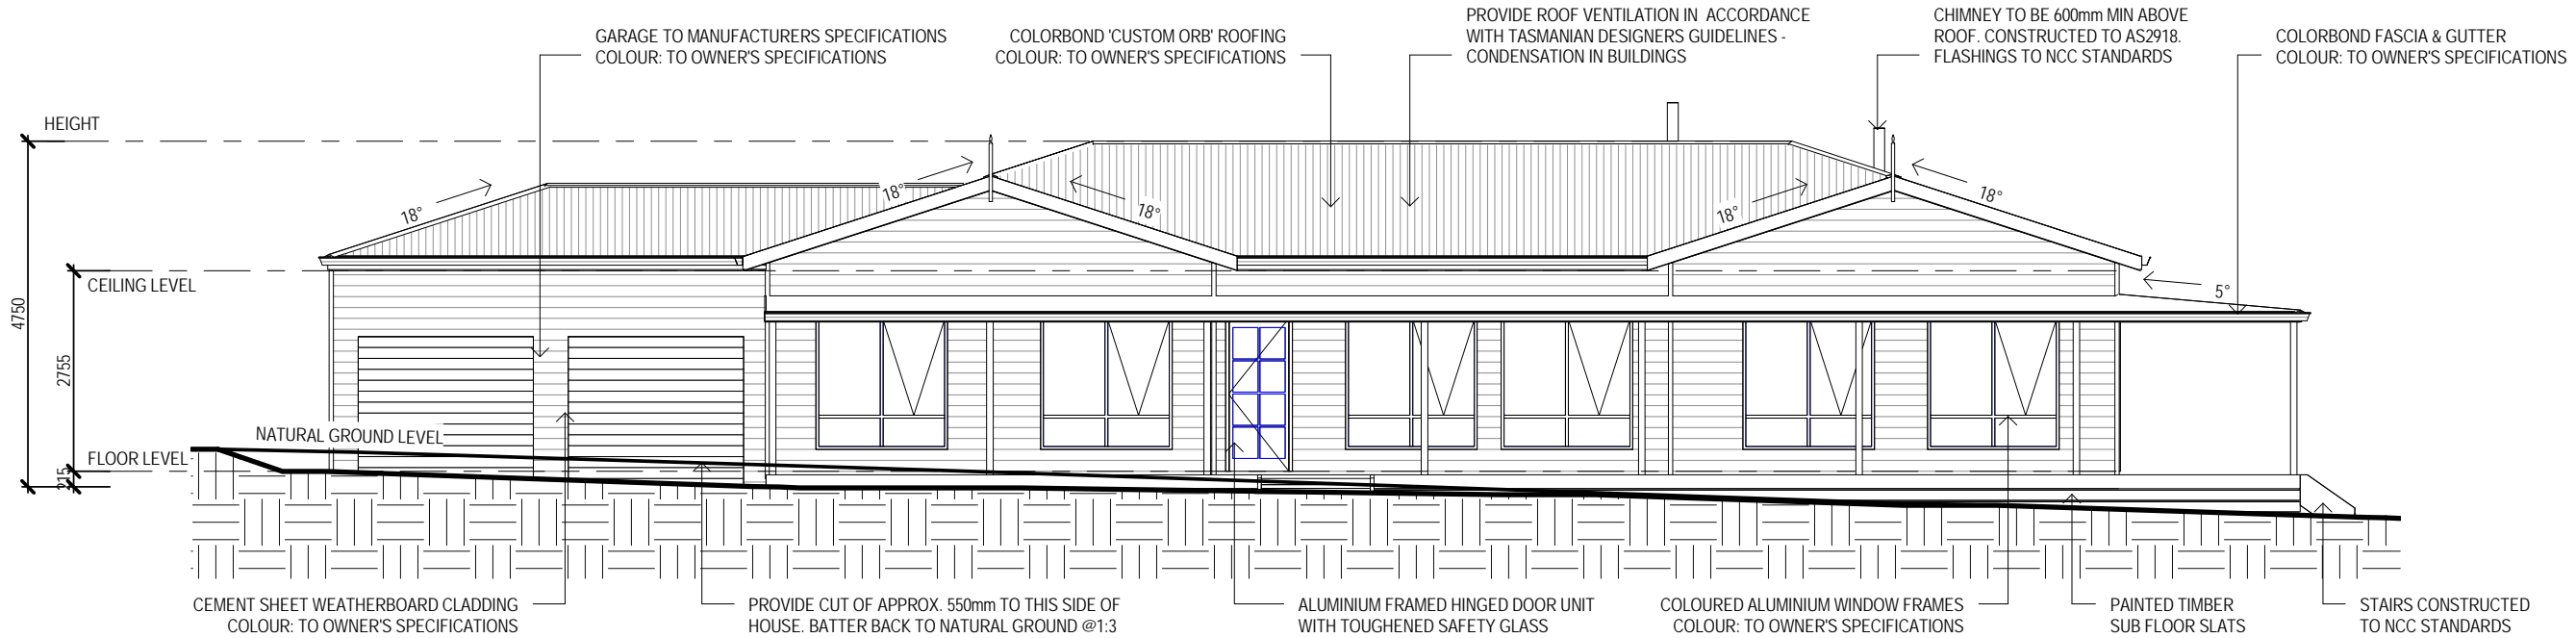 GARAGE TO MANUFACTURERS SPECIFICATIONS
COLOUR: TO OWNER'S SPECIFICATIONS
COLORBOND 'CUSTOM ORB' ROOFING
COLOUR: TO OWNER'S SPECIFICATIONS
PROVIDE ROOF VENTILATION IN ACCORDANCE
WITH TASMANIAN DESIGNERS GUIDELINES -
CONDENSATION IN BUILDINGS
CHIMNEY TO BE 600mm MIN ABOVE
ROOF. CONSTRUCTED TO AS2918.
FLASHINGS TO NCC STANDARDS
COLORBOND FASCIA & GUTTER
COLOUR: TO OWNER'S SPECIFICATIONS
HEIGHT
18°
18°
18°
18°
18°
CEILING LEVEL
5°
4750
2755
NATURAL GROUND LEVEL
FLOOR LEVEL
215
CEMENT SHEET WEATHERBOARD CLADDING
COLOUR: TO OWNER'S SPECIFICATIONS
PROVIDE CUT OF APPROX. 550mm TO THIS SIDE OF
HOUSE. BATTER BACK TO NATURAL GROUND @1:3
ALUMINIUM FRAMED HINGED DOOR UNIT
WITH TOUGHENED SAFETY GLASS
COLOURED ALUMINIUM WINDOW FRAMES
COLOUR: TO OWNER'S SPECIFICATIONS
PAINTED TIMBER
SUB FLOOR SLATS
STAIRS CONSTRUCTED
TO NCC STANDARDS